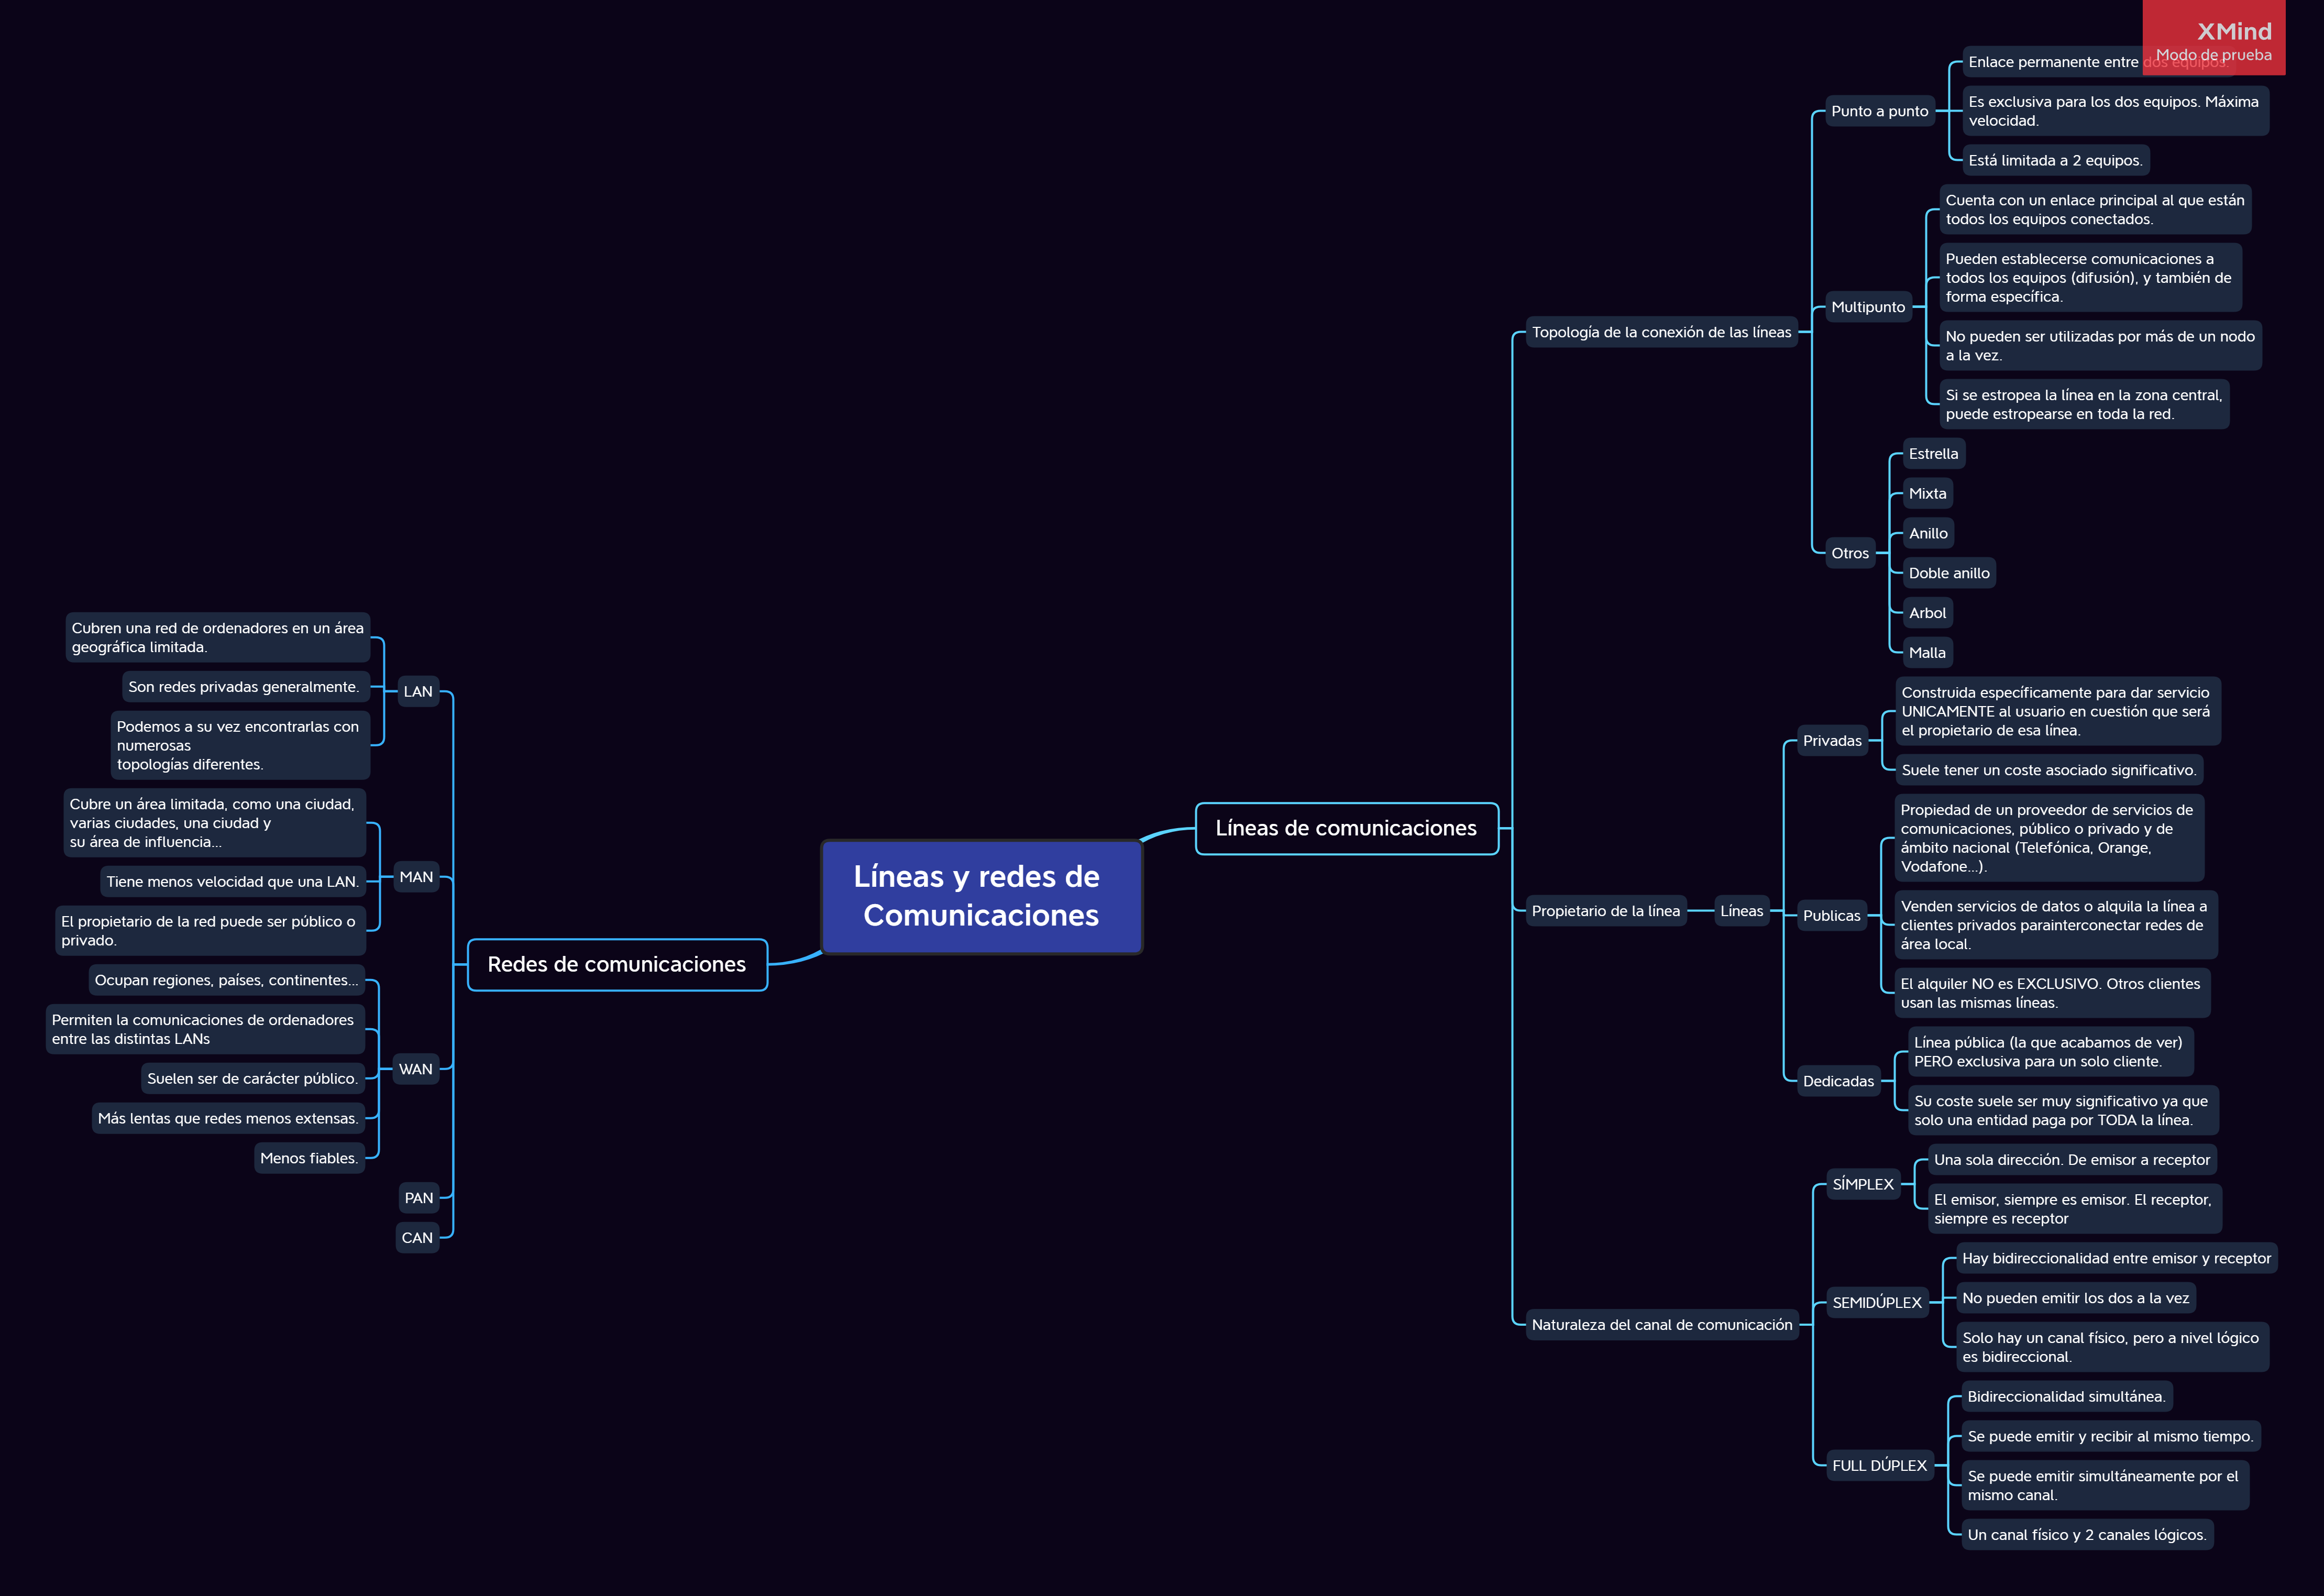 XMind
Modo de prueba
Líneas y redes de
Comunicaciones
Líneas de comunicaciones
Topología de la conexión de las líneas
Punto a punto
Enlace permanente entre dos equipos.
Es exclusiva para los dos equipos. Máxima
velocidad.
Está limitada a 2 equipos.
Multipunto
Cuenta con un enlace principal al que están
todos los equipos conectados.
Pueden establecerse comunicaciones a
todos los equipos (difusión), y también de
forma específica.
No pueden ser utilizadas por más de un nodo
a la vez.
Si se estropea la línea en la zona central,
puede estropearse en toda la red.
Otros
Estrella
Mixta
Anillo
Doble anillo
Arbol
Malla
Propietario de la línea
Líneas
Privadas
Construida específicamente para dar servicio
UNICAMENTE al usuario en cuestión que será
el propietario de esa línea.
Suele tener un coste asociado significativo.
Publicas
Propiedad de un proveedor de servicios de
comunicaciones, público o privado y de
ámbito nacional (Telefónica, Orange,
Vodafone...).
Venden servicios de datos o alquila la línea a
clientes privados parainterconectar redes de
área local.
El alquiler NO es EXCLUSIVO. Otros clientes
usan las mismas líneas.
Dedicadas
Línea pública (la que acabamos de ver)
PERO exclusiva para un solo cliente.
Su coste suele ser muy significativo ya que
solo una entidad paga por TODA la línea.
Naturaleza del canal de comunicación
SÍMPLEX
Una sola dirección. De emisor a receptor
El emisor, siempre es emisor. El receptor,
siempre es receptor
SEMIDÚPLEX
Hay bidireccionalidad entre emisor y receptor
No pueden emitir los dos a la vez
Solo hay un canal físico, pero a nivel lógico
es bidireccional.
FULL DÚPLEX
Bidireccionalidad simultánea.
Se puede emitir y recibir al mismo tiempo.
Se puede emitir simultáneamente por el
mismo canal.
Un canal físico y 2 canales lógicos.
Redes de comunicaciones
LAN
Cubren una red de ordenadores en un área
geográfica limitada.
Son redes privadas generalmente.
Podemos a su vez encontrarlas con
numerosas
topologías diferentes.
MAN
Cubre un área limitada, como una ciudad,
varias ciudades, una ciudad y
su área de influencia...
Tiene menos velocidad que una LAN.
El propietario de la red puede ser público o
privado.
WAN
Ocupan regiones, países, continentes...
Permiten la comunicaciones de ordenadores
entre las distintas LANs
Suelen ser de carácter público.
Más lentas que redes menos extensas.
Menos fiables.
PAN
CAN